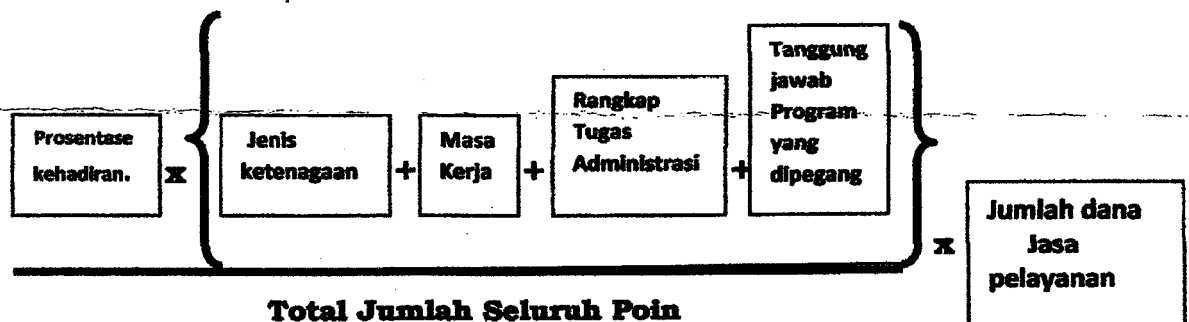 Prosentase
kehadiran.
x
Jenis
ketenagaan
+
Masa
Kerja
+
Rangkap
Tugas
Administrasi
+
Tanggung
jawab
Program
yang
dipegang
x
Jumlah dana
Jasa
pelayanan
Total Jumlah Seluruh Poin